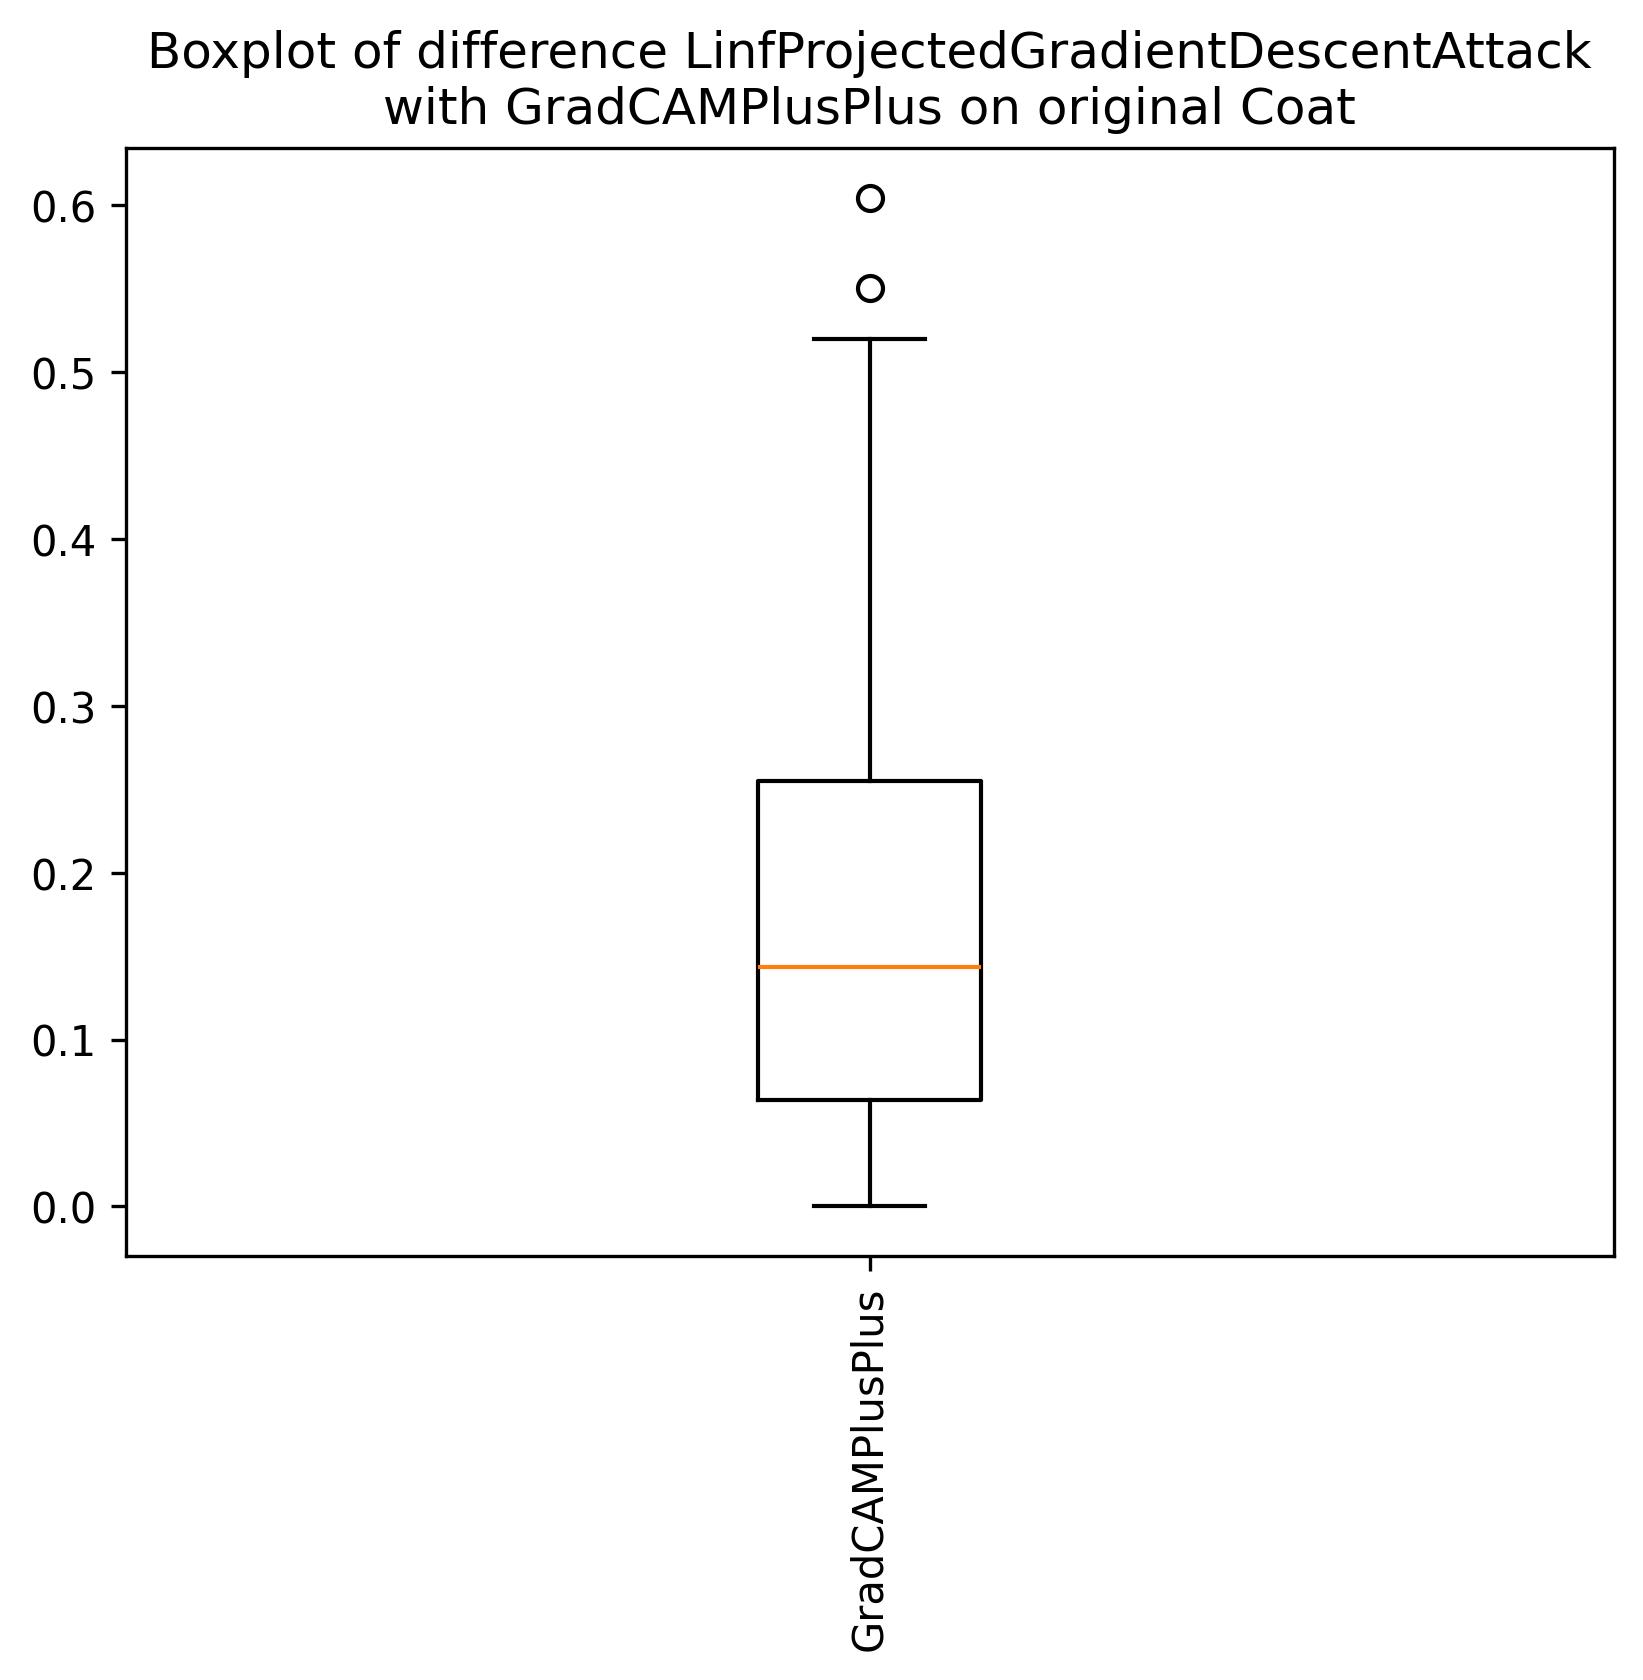 Boxplot of difference LinfProjectedGradientDescentAttack
with GradCAMPlusPlus on original Coat
0.6
0.5
0.4
0.3
0.2
0.1
0.0
GradCAMPlusPlus